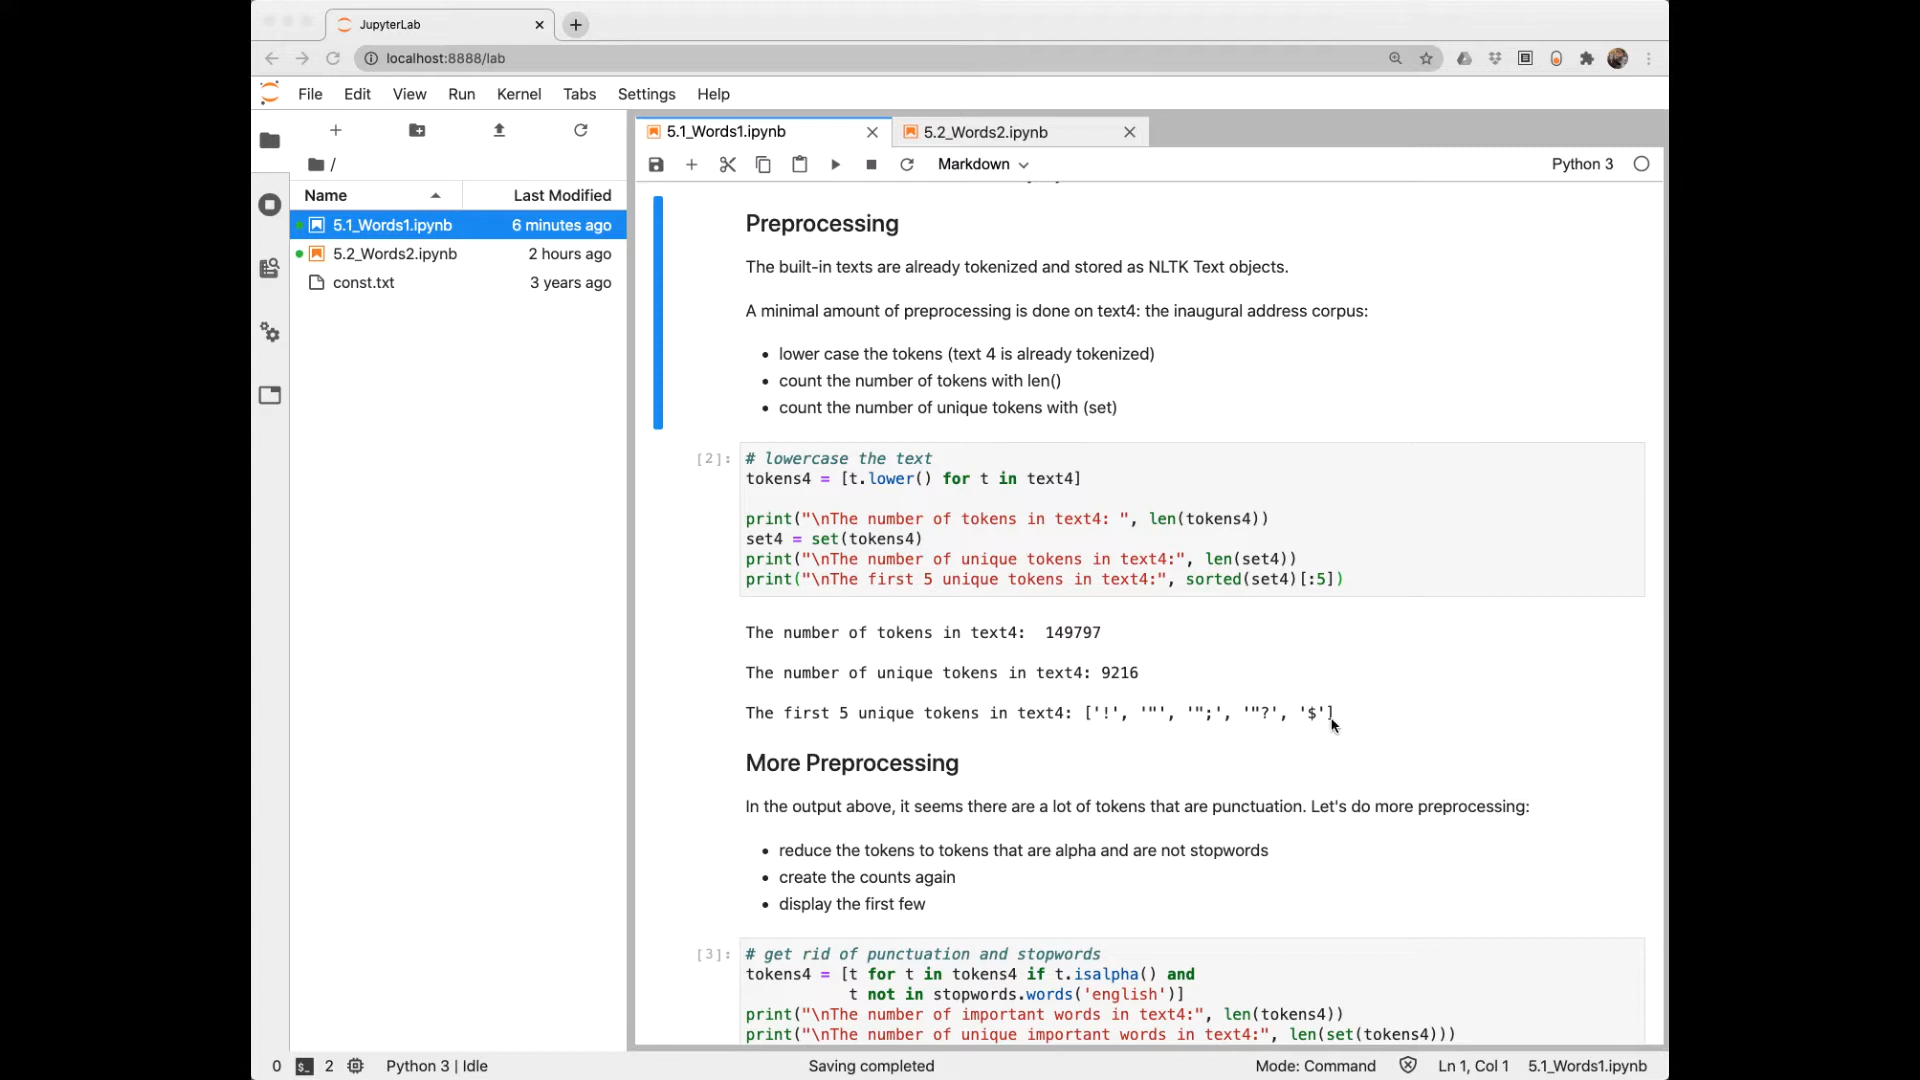 JupyterLab
localhost:8888/lab
File Edit View Run Kernel Tabs Settings Help
5.1_Words1.ipynb
5.2_Words2.ipynb
/
Markdown
Python 3
Name
Last Modified
5.1_Words1.ipynb 6 minutes ago
5.2_Words2.ipynb 2 hours ago
const.txt 3 years ago
Preprocessing
The built-in texts are already tokenized and stored as NLTK Text objects.
A minimal amount of preprocessing is done on text4: the inaugural address corpus:
• lower case the tokens (text 4 is already tokenized)
• count the number of tokens with len()
• count the number of unique tokens with (set)
[2]: # lowercase the text
tokens4 = [t.lower() for t in text4]
print("\nThe number of tokens in text4: ", len(tokens4))
set4 = set(tokens4)
print("\nThe number of unique tokens in text4:", len(set4))
print("\nThe first 5 unique tokens in text4:", sorted(set4)[:5])
The number of tokens in text4:  149797
The number of unique tokens in text4: 9216
The first 5 unique tokens in text4: ['!', '"', '";', '"?', '$']
More Preprocessing
In the output above, it seems there are a lot of tokens that are punctuation. Let's do more preprocessing:
• reduce the tokens to tokens that are alpha and are not stopwords
• create the counts again
• display the first few
[3]: # get rid of punctuation and stopwords
tokens4 = [t for t in tokens4 if t.isalpha() and
t not in stopwords.words('english')]
print("\nThe number of important words in text4:", len(tokens4))
print("\nThe number of unique important words in text4:", len(set(tokens4)))
0 $_ 2 Python 3 | Idle
Saving completed
Mode: Command
Ln 1, Col 1
5.1_Words1.ipynb